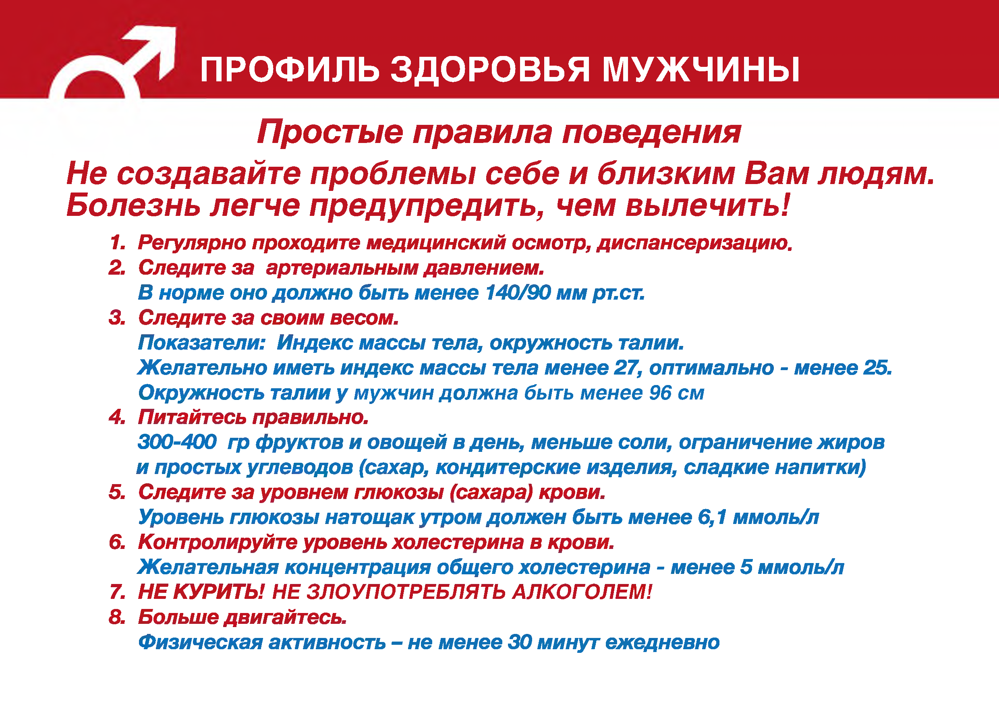 ПРОФИЛЬ ЗДОРОВЬЯ МУЖЧИНЫ
Простые правила поведения
Не создавайте проблемы себе и близким Вам людям.
Болезнь легче предупредить, чем вылечить!
1. Регулярно проходите медицинский осмотр, диспансеризацию.
2. Следите за артериальным давлением.
В норме оно должно быть менее 140/90 мм рт.ст.
3. Следите за своим весом.
Показатели: Индекс массы тела, окружность талии.
Желательно иметь индекс массы тела менее 27, оптимально - менее 25.
Окружность талии у мужчин должна быть менее 96 см
4. Питайтесь правильно.
300-400 гр фруктов и овощей в день, меньше соли, ограничение жиров
и простых углеводов (сахар, кондитерские изделия, сладкие напитки)
5. Следите за уровнем глюкозы (сахара) крови.
Уровень глюкозы натощак утром должен быть менее 6,1 ммоль/л
6. Контролируйте уровень холестерина в крови.
Желательная концентрация общего холестерина - менее 5 ммоль/л
7. НЕ КУРИТЬ! НЕ ЗЛОУПОТРЕБЛЯТЬ АЛКОГОЛЕМ!
8. Больше двигайтесь.
Физическая активность – не менее 30 минут ежедневно